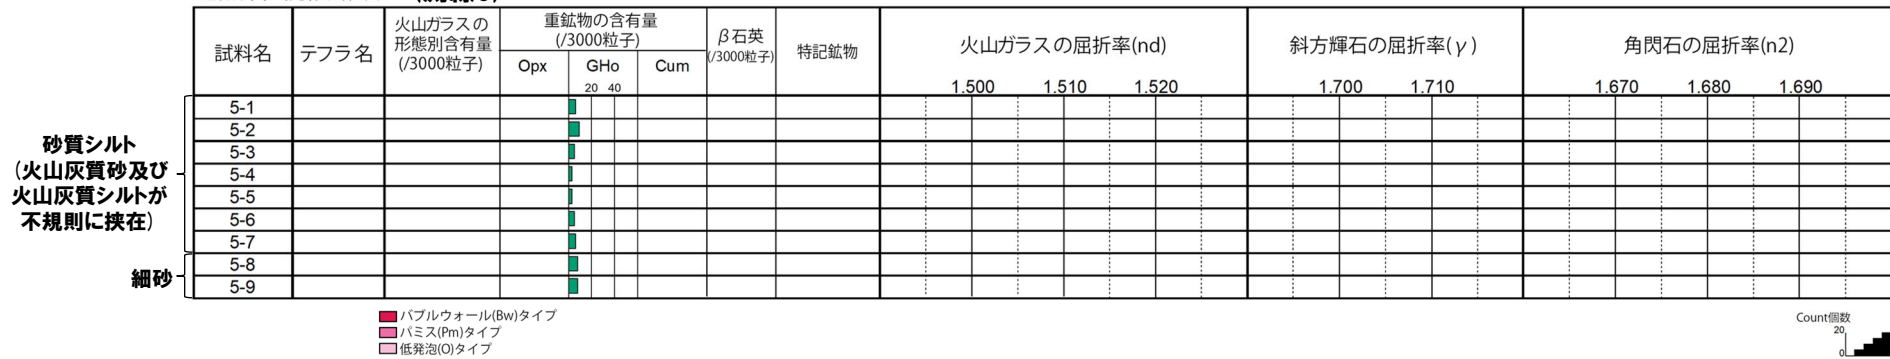 試料名
テフラ名
火山ガラスの
形態別含有量
(/3000粒子)
重鉱物の含有量
(/3000粒子)
Opx
GHo
Cum
20 40
β石英
(/3000粒子)
特記鉱物
火山ガラスの屈折率(nd)
1.500 1.510 1.520
斜方輝石の屈折率(γ)
1.700 1.710
角閃石の屈折率(n2)
1.670 1.680 1.690
砂質シルト
(火山灰質砂及び
火山灰質シルトが
不規則に挟在)
5-1
5-2
5-3
5-4
5-5
5-6
5-7
細砂
5-8
5-9
バブルウォール(Bw)タイプ
パミス(Pm)タイプ
低発泡(O)タイプ
Count個数
20
0